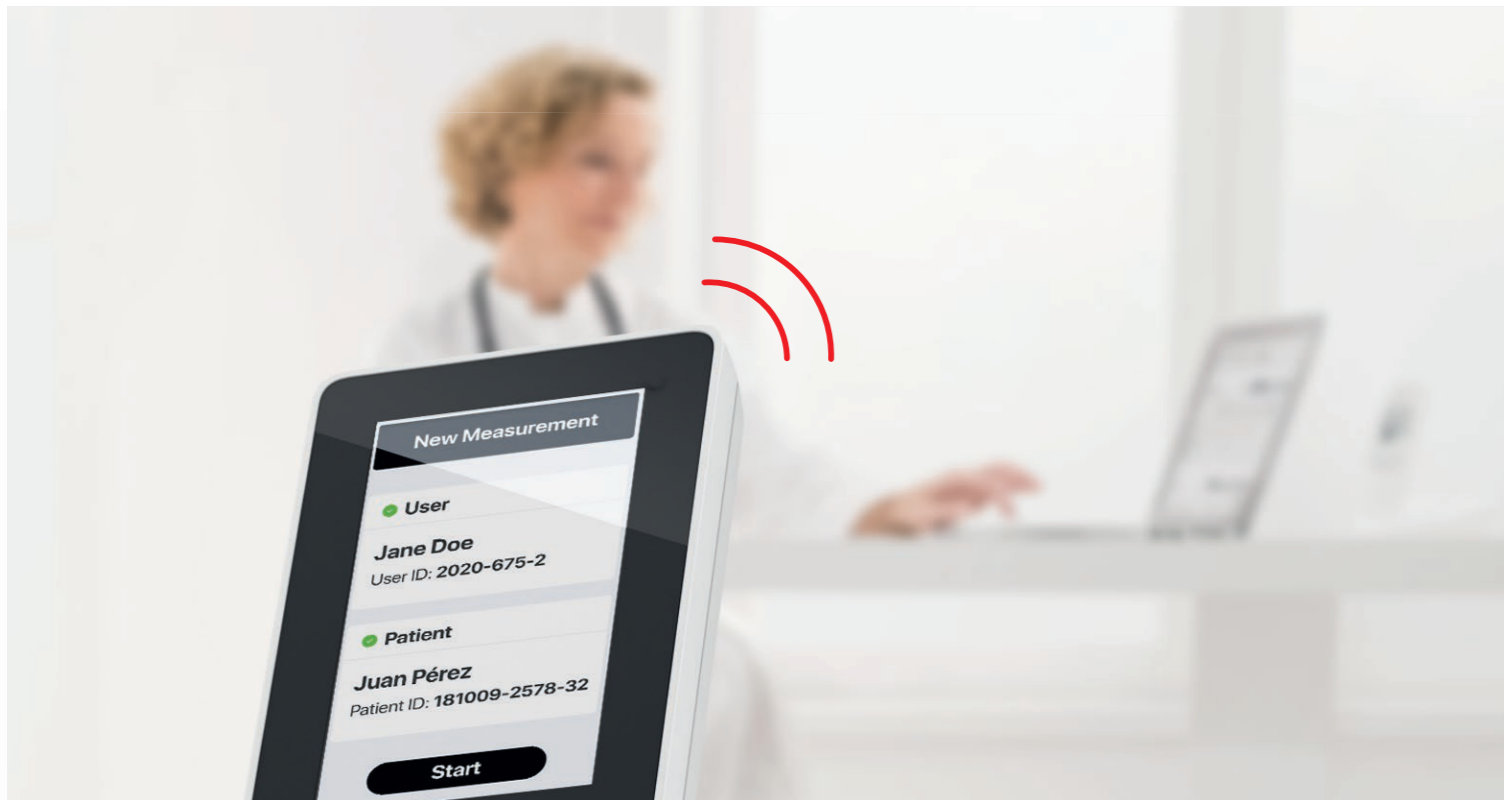 New Measurement
User
Jane Doe
User ID: 2020-675-2
Patient
Juan Pérez
Patient ID: 181009-2578-32
Start